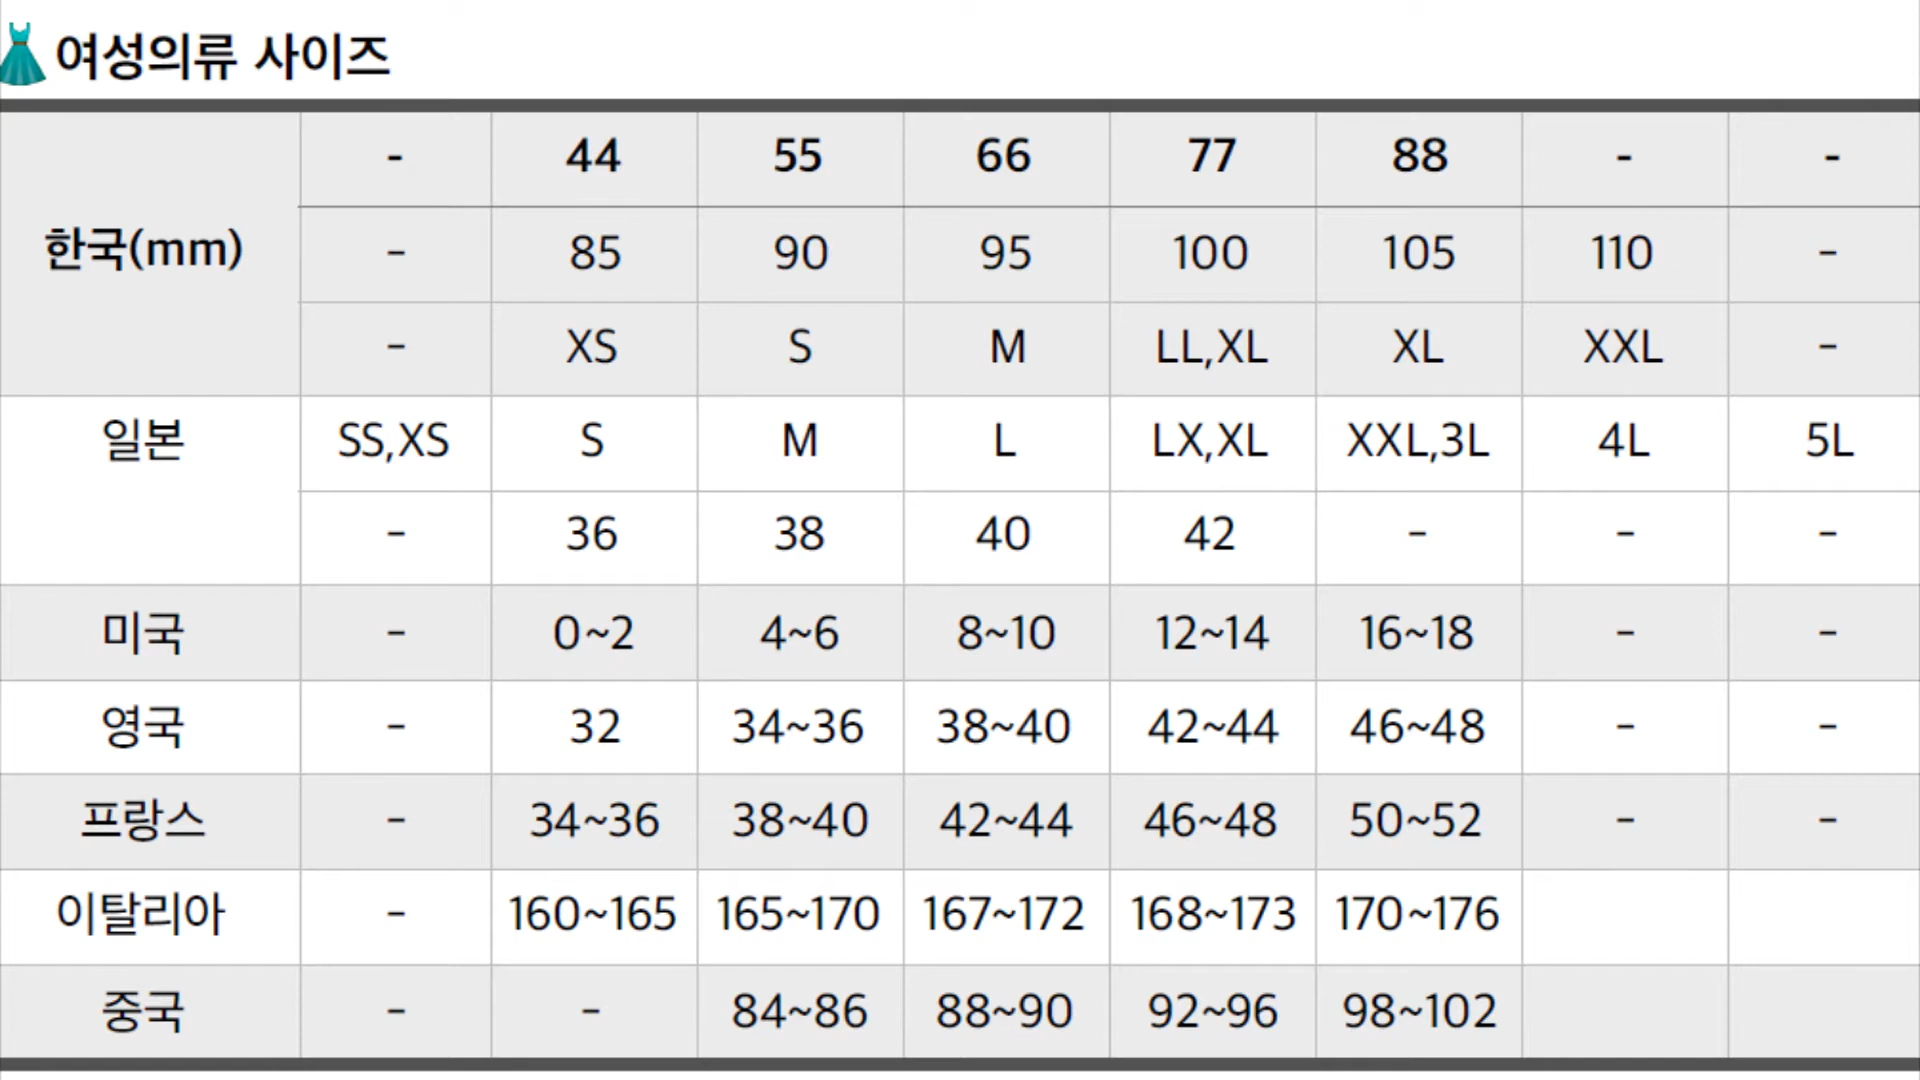 여성의류 사이즈
- 44 55 66 77 88 - -
한국(mm) - 85 90 95 100 105 110 -
- XS S M LL,XL XL XXL -
일본 SS,XS S M L LX,XL XXL,3L 4L 5L
- 36 38 40 42 - - -
미국 - 0~2 4~6 8~10 12~14 16~18 - -
영국 - 32 34~36 38~40 42~44 46~48 - -
프랑스 - 34~36 38~40 42~44 46~48 50~52 - -
이탈리아 - 160~165 165~170 167~172 168~173 170~176
중국 - - 84~86 88~90 92~96 98~102